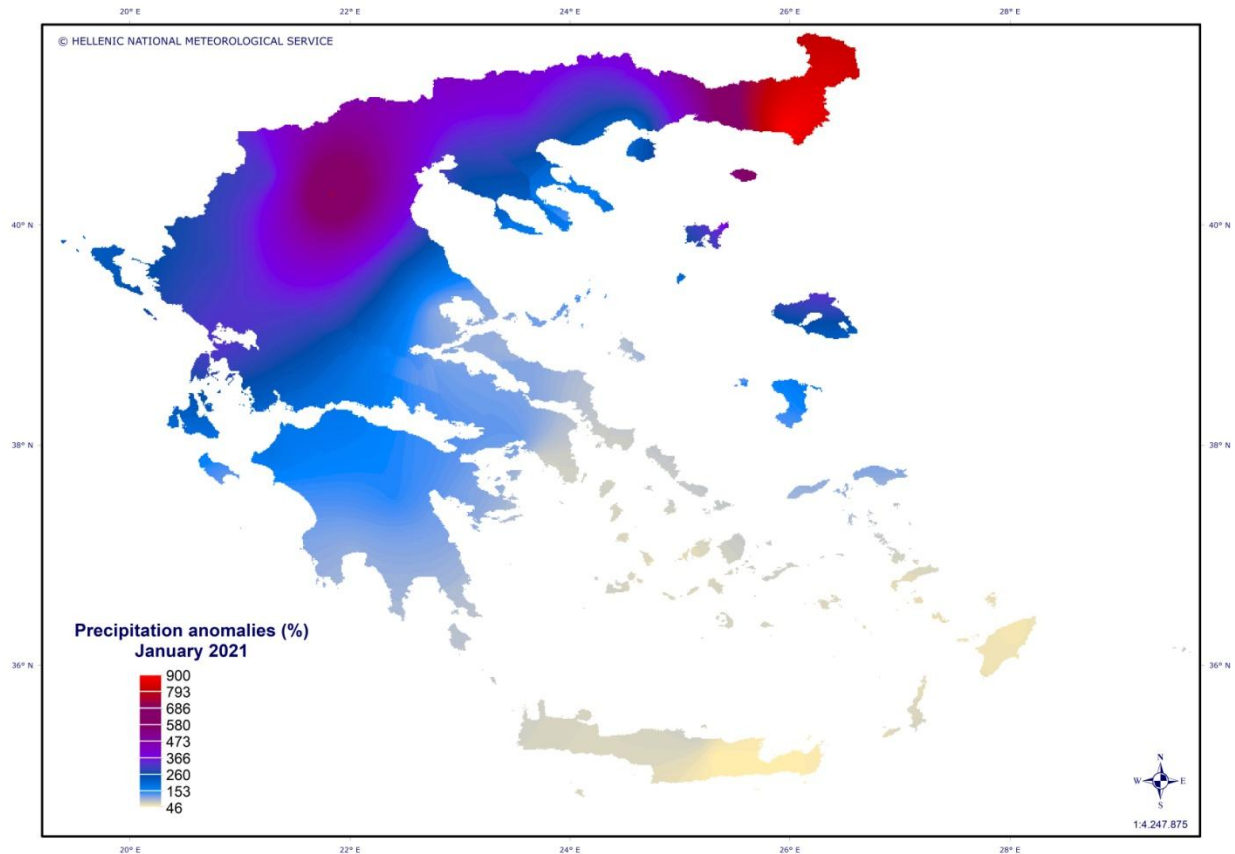 20° E 22° E 24° E 26° E 28° E
© HELLENIC NATIONAL METEOROLOGICAL SERVICE
40° N 40° N
38° N 38° N
Precipitation anomalies (%)
January 2021
36° N 36° N
900
793
686
580
473
366
260
153
46
N
W E
S
1:4.247.875
20° E 22° E 24° E 26° E 28° E